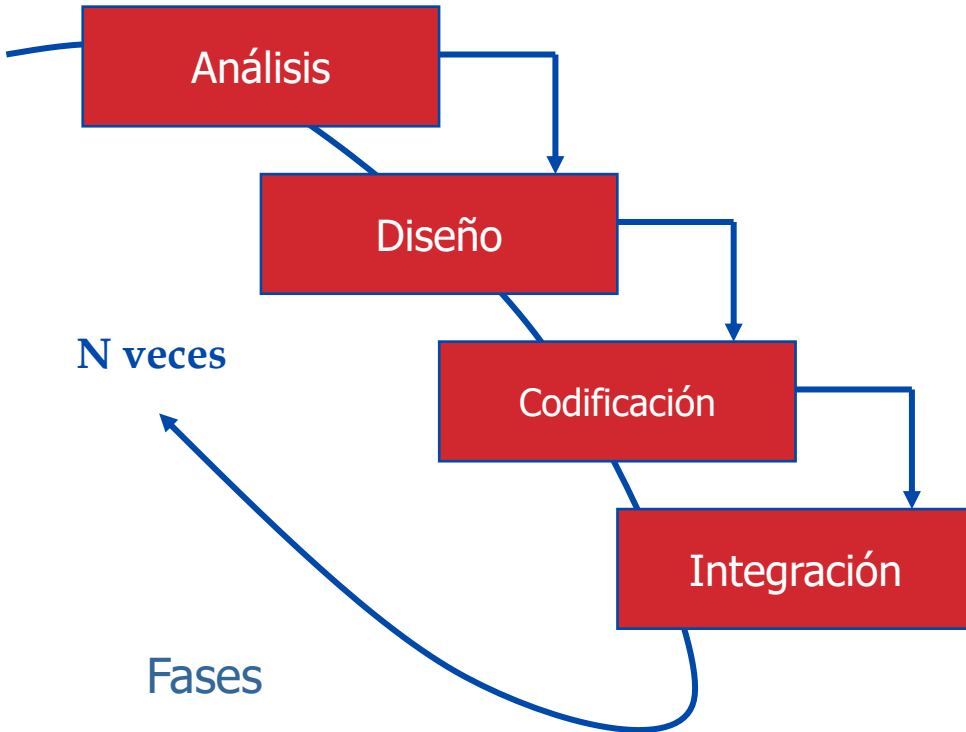 Análisis
Diseño
N veces
Codificación
Integración
Fases